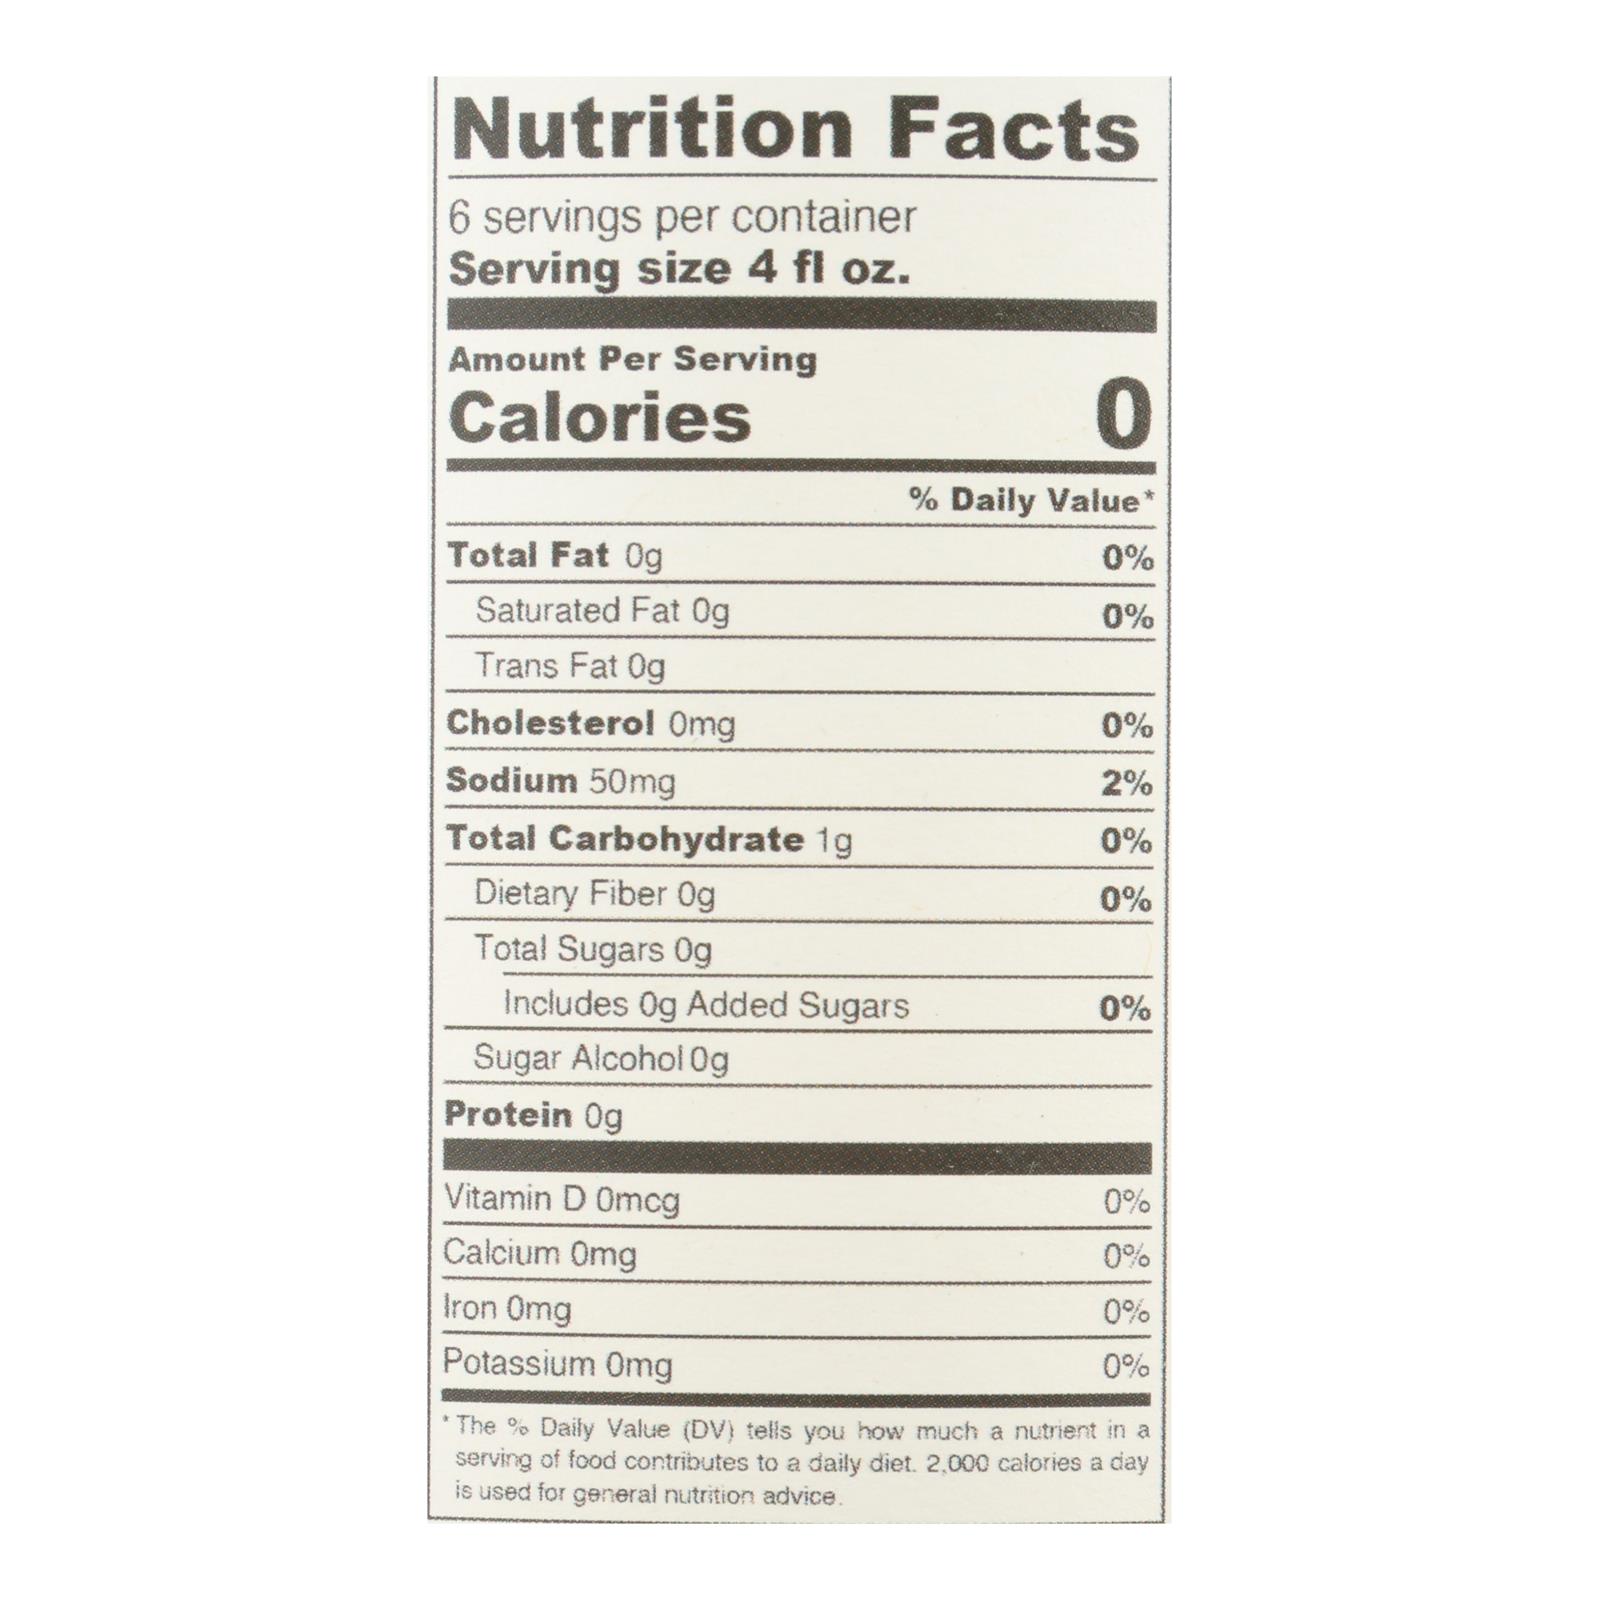 Nutrition Facts
6 servings per container
Serving size 4 fl oz.
Amount Per Serving
Calories 0
% Daily Value*
Total Fat 0g 0%
Saturated Fat 0g 0%
Trans Fat 0g
Cholesterol 0mg 0%
Sodium 50mg 2%
Total Carbohydrate 1g 0%
Dietary Fiber 0g 0%
Total Sugars 0g
Includes 0g Added Sugars 0%
Sugar Alcohol 0g
Protein 0g
Vitamin D 0mcg 0%
Calcium 0mg 0%
Iron 0mg 0%
Potassium 0mg 0%
* The % Daily Value (DV) tells you how much a nutrient in a
serving of food contributes to a daily diet. 2,000 calories a day
is used for general nutrition advice.